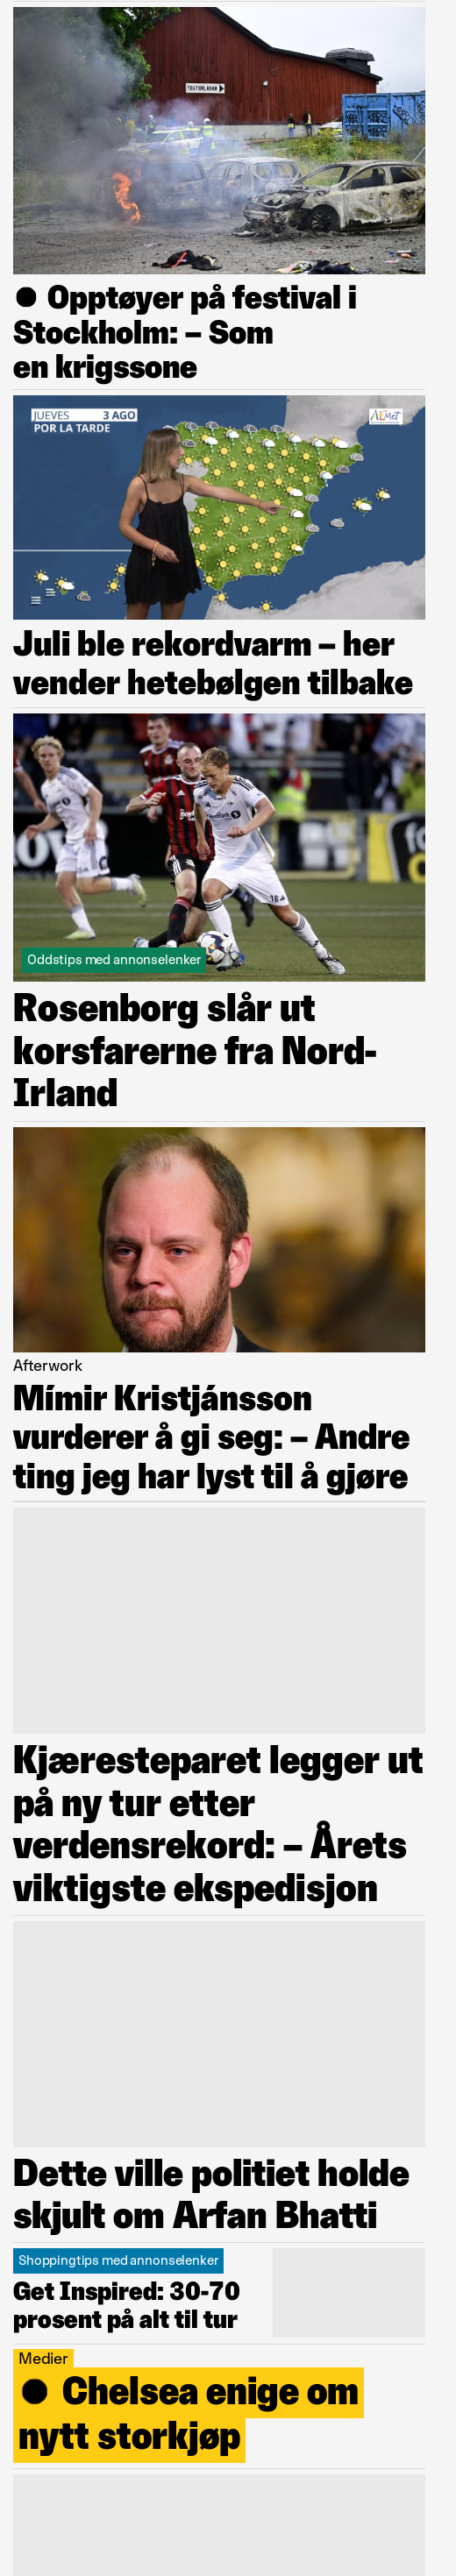 TEATERLADAN
Opptøyer på festival i
Stockholm: – Som
en krigssone
JUEVES 3 AGO
POR LA TARDE
AEMet
Juli ble rekordvarm – her
vender hetebølgen tilbake
16
Oddstips med annonselenker
Rosenborg slår ut
korsfarerne fra Nord-
Irland
Afterwork
Mímir Kristjánsson
vurderer å gi seg: – Andre
ting jeg har lyst til å gjøre
Kjæresteparet legger ut
på ny tur etter
verdensrekord: – Årets
viktigste ekspedisjon
Dette ville politiet holde
skjult om Arfan Bhatti
Shoppingtips med annonselenker
Get Inspired: 30-70
prosent på alt til tur
Medier
Chelsea enige om
nytt storkjøp